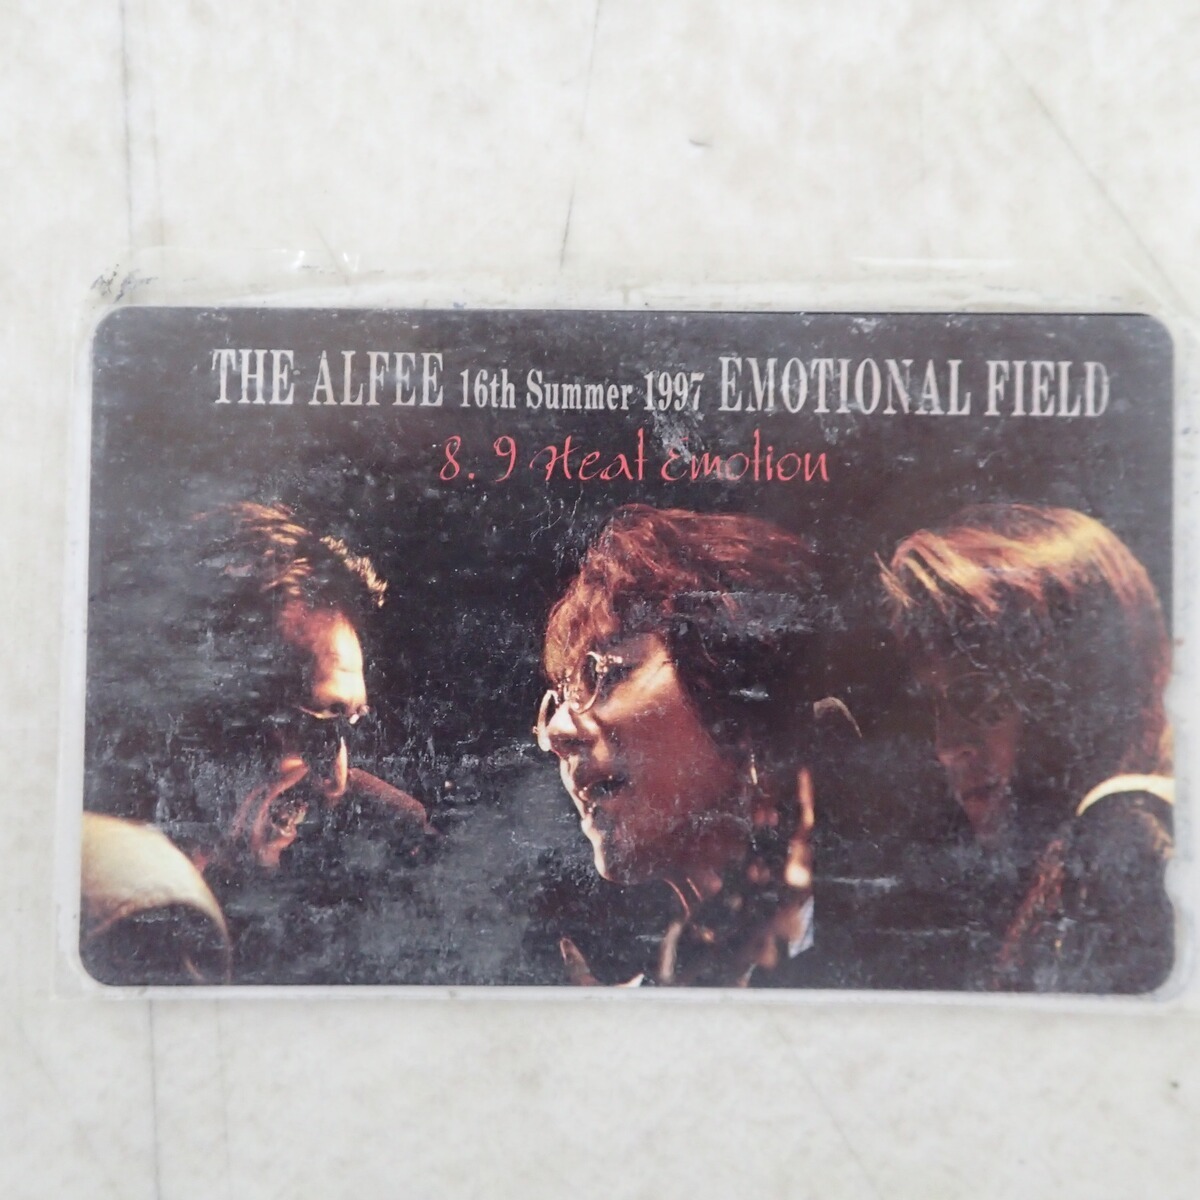 THE ALFEE 16th Summer 1997 EMOTIONAL FIELD
8.9 Heat Emotion